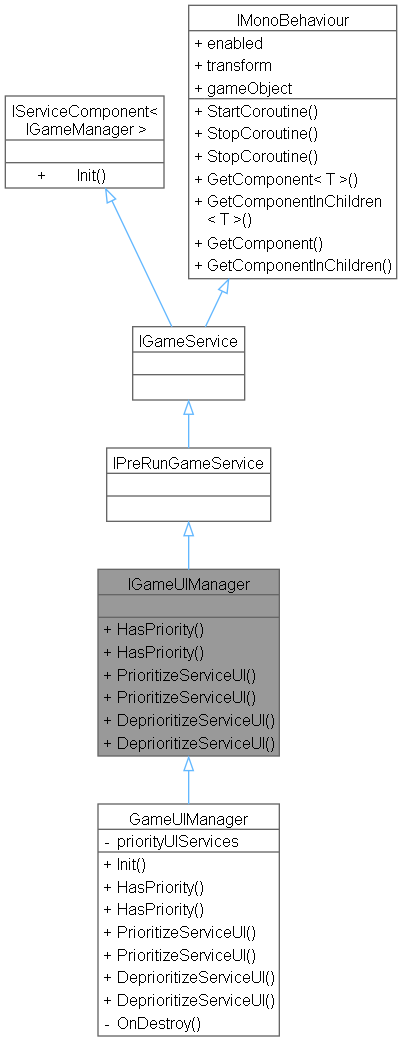 IMonoBehaviour
+ enabled
+ transform
+ gameObject
+ StartCoroutine()
+ StopCoroutine()
+ StopCoroutine()
+ GetComponent< T >()
+ GetComponentInChildren
< T >()
+ GetComponent()
+ GetComponentInChildren()
IServiceComponent<
IGameManager >
+ Init()
IGameService
IPreRunGameService
IGameUIManager
+ HasPriority()
+ HasPriority()
+ PrioritizeServiceUI()
+ PrioritizeServiceUI()
+ DeprioritizeServiceUI()
+ DeprioritizeServiceUI()
GameUIManager
- priorityUIServices
+ Init()
+ HasPriority()
+ HasPriority()
+ PrioritizeServiceUI()
+ PrioritizeServiceUI()
+ DeprioritizeServiceUI()
+ DeprioritizeServiceUI()
- OnDestroy()